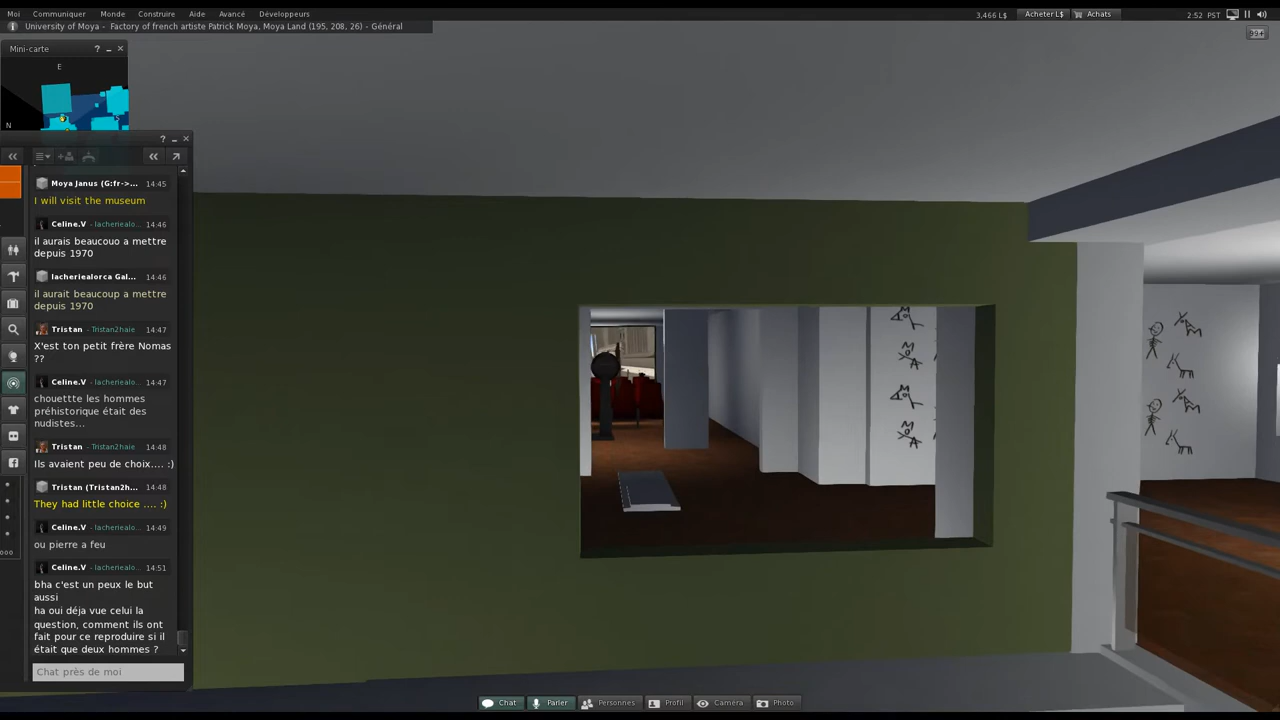 Moi Communiquer Monde Construire Aide Avancé Développeurs 3,466 L$ Acheter L$ Achats 2:52 PST
University of Moya - Factory of french artiste Patrick Moya, Moya Land (195, 208, 26) - Général
99+
Mini-carte ?
E
N
?
Moya Janus (G:fr->... 14:45
I will visit the museum
Celine.V - lacheriealo... 14:46
il aurais beaucouo a mettre
depuis 1970
lacheriealorca Gal... 14:46
il aurait beaucoup a mettre
depuis 1970
Tristan - Tristan2haie 14:47
X'est ton petit frère Nomas
??
Celine.V - lacheriealo... 14:47
chouettte les hommes
préhistorique était des
nudistes...
Tristan - Tristan2haie 14:48
Ils avaient peu de choix.... :)
Tristan (Tristan2h... 14:48
They had little choice .... :)
Celine.V - lacheriealo... 14:49
ou pierre a feu
Celine.V - lacheriealo... 14:51
bha c'est un peux le but
aussi
ha oui déja vue celui la
question, comment ils ont
fait pour ce reproduire si il
était que deux hommes ?
Chat près de moi
Chat Parler Personnes Profil Caméra Photo